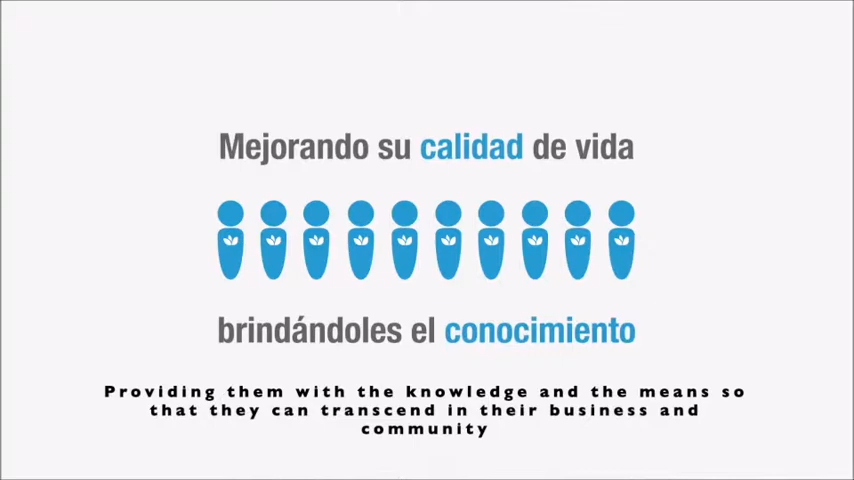 Mejorando su calidad de vida
brindándoles el conocimiento
Providing them with the knowledge and the means so
that they can transcend in their business and
community